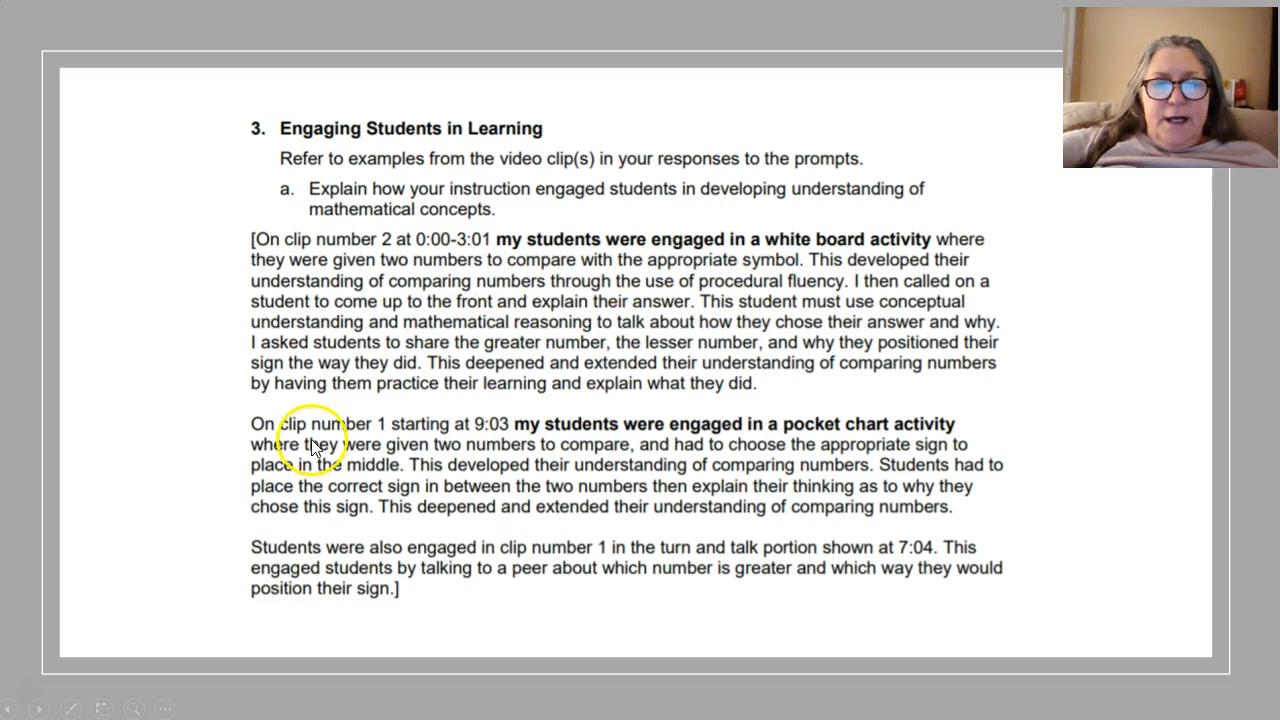 3. Engaging Students in Learning
Refer to examples from the video clip(s) in your responses to the prompts.
a. Explain how your instruction engaged students in developing understanding of
mathematical concepts.
[On clip number 2 at 0:00-3:01 my students were engaged in a white board activity where
they were given two numbers to compare with the appropriate symbol. This developed their
understanding of comparing numbers through the use of procedural fluency. I then called on a
student to come up to the front and explain their answer. This student must use conceptual
understanding and mathematical reasoning to talk about how they chose their answer and why.
I asked students to share the greater number, the lesser number, and why they positioned their
sign the way they did. This deepened and extended their understanding of comparing numbers
by having them practice their learning and explain what they did.
On clip number 1 starting at 9:03 my students were engaged in a pocket chart activity
where they were given two numbers to compare, and had to choose the appropriate sign to
place in the middle. This developed their understanding of comparing numbers. Students had to
place the correct sign in between the two numbers then explain their thinking as to why they
chose this sign. This deepened and extended their understanding of comparing numbers.
Students were also engaged in clip number 1 in the turn and talk portion shown at 7:04. This
engaged students by talking to a peer about which number is greater and which way they would
position their sign.]